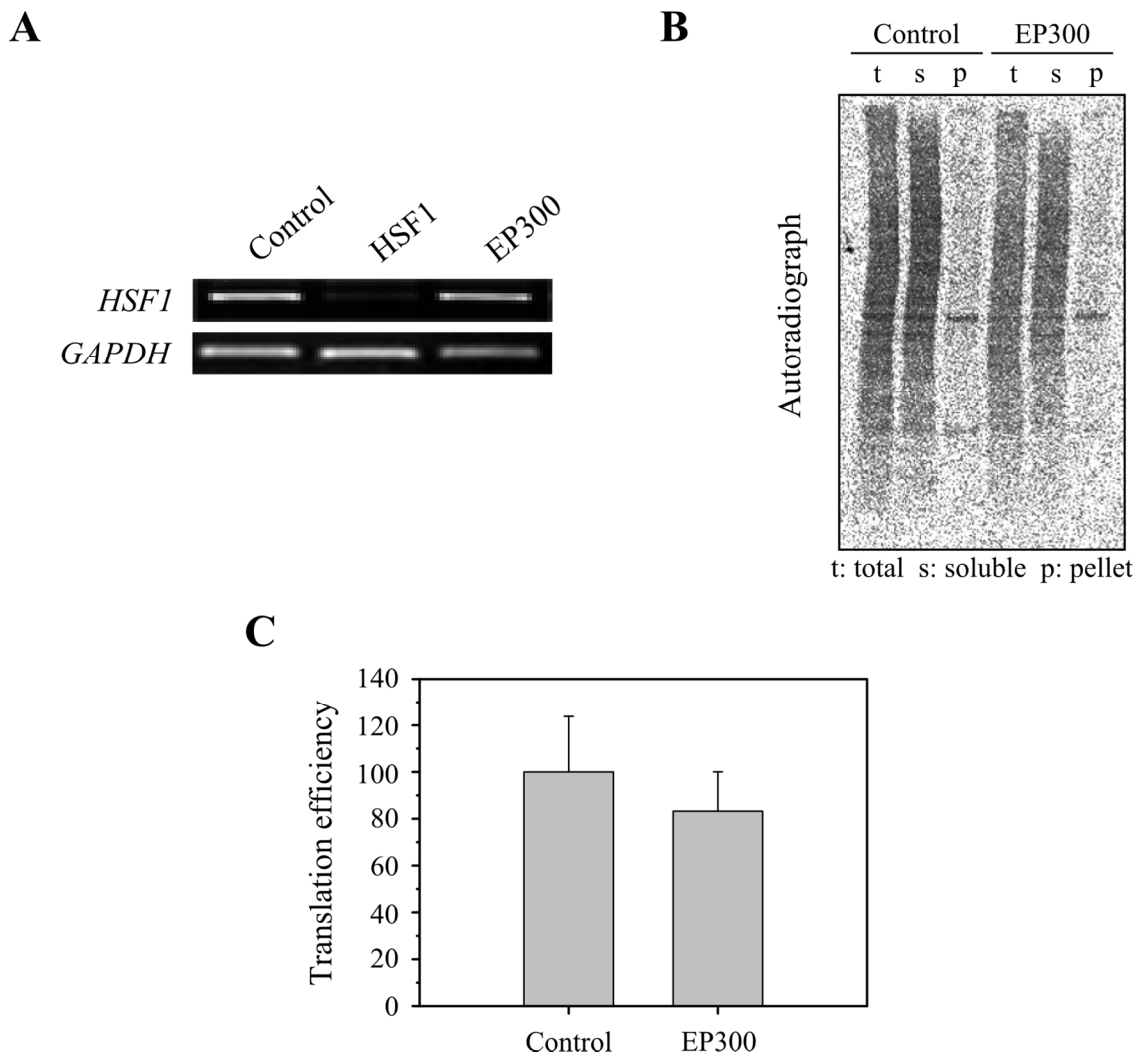 A
Control
HSF1
EP300
HSF1
GAPDH
B
Control EP300
t s p t s p
Autoradiograph
t: total s: soluble p: pellet
C
Translation efficiency
140
120
100
80
60
40
20
0
Control EP300